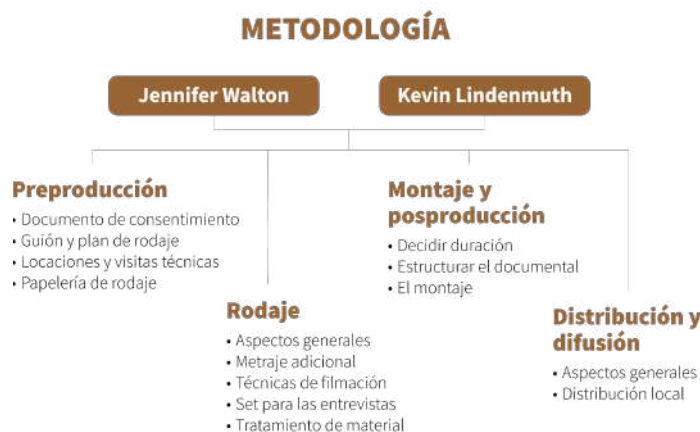 METODOLOGÍA
Jennifer Walton
Kevin Lindenmuth
Preproducción
• Documento de consentimiento
• Guión y plan de rodaje
• Locaciones y visitas técnicas
• Papelería de rodaje
Rodaje
• Aspectos generales
• Metraje adicional
• Técnicas de filmación
• Set para las entrevistas
• Tratamiento de material
Montaje y
posproducción
• Decidir duración
• Estructurar el documental
• El montaje
Distribución y
difusión
• Aspectos generales
• Distribución local